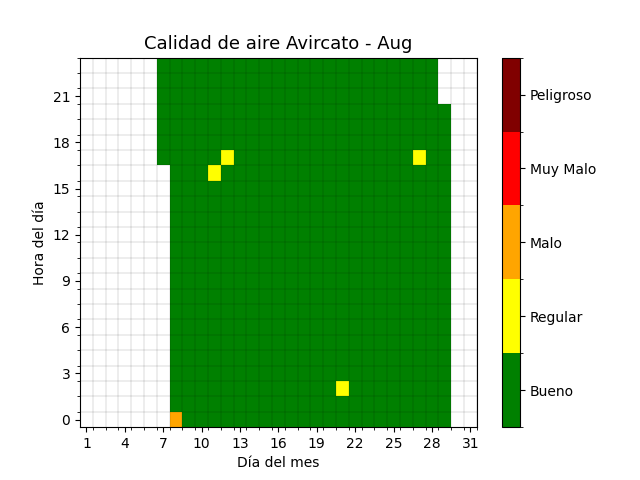 Calidad de aire Avircato - Aug
Hora del día
21
18
15
12
9
6
3
0
1 4 7 10 13 16 19 22 25 28 31
Día del mes
Peligroso
Muy Malo
Malo
Regular
Bueno